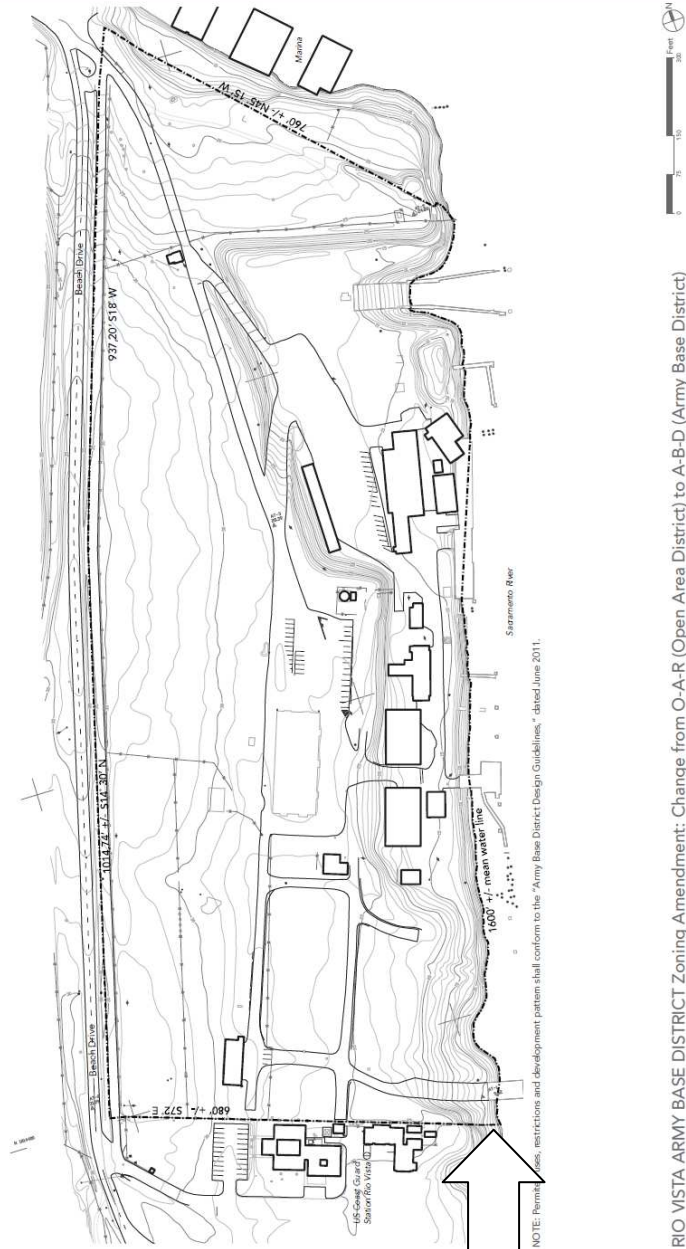 Marina
760' +/- N45° 15' W
Beach Drive
937.20' S18° W
1014.74' +/- S14° 30' N
Sacramento River
Beach Drive
1600' +/- mean water line
680' +/- S72° E
US Coast Guard
Station Rio Vista
NOTE: Permitte uses, restrictions and development pattern shall conform to the "Army Base District Design Guidelines," dated June 2011.
RIO VISTA ARMY BASE DISTRICT Zoning Amendment: Change from O-A-R (Open Area District) to A-B-D (Army Base District)
0 75 150 300
Feet
N